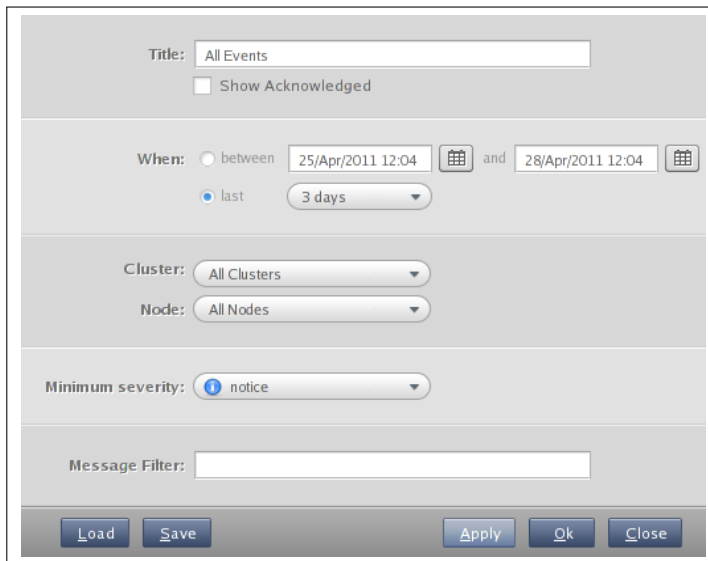 Title: All Events
Show Acknowledged
When: between 25/Apr/2011 12:04 and 28/Apr/2011 12:04
last 3 days
Cluster: All Clusters
Node: All Nodes
Minimum severity: notice
Message Filter:
Load Save Apply Ok Close